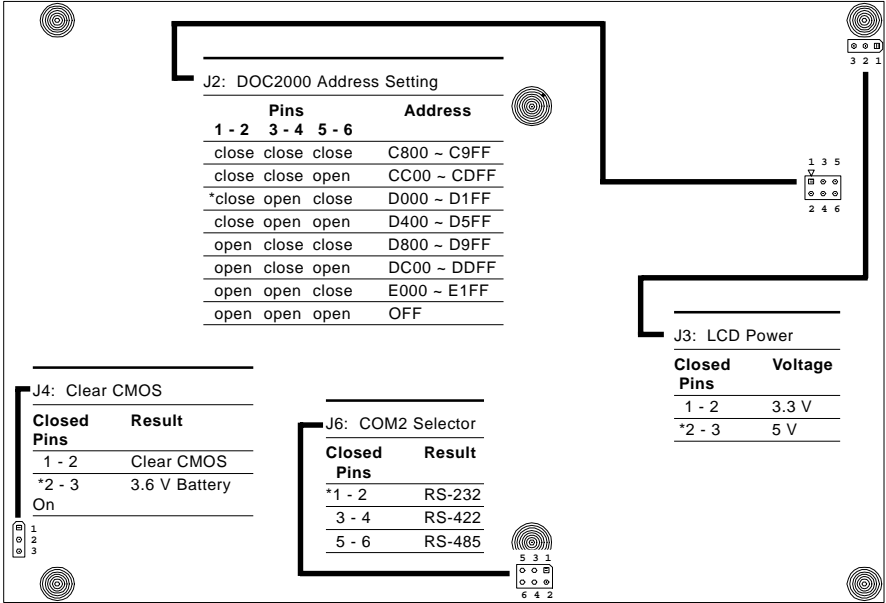 3 2 1
J2: DOC2000 Address Setting
Pins Address
1 - 2 3 - 4 5 - 6
close close close C800 ~ C9FF
close close open CC00 ~ CDFF
*close open close D000 ~ D1FF
close open open D400 ~ D5FF
open close close D800 ~ D9FF
open close open DC00 ~ DDFF
open open close E000 ~ E1FF
open open open OFF
1 3 5
2 4 6
J3: LCD Power
Closed Voltage
Pins
1 - 2 3.3 V
*2 - 3 5 V
J4: Clear CMOS
Closed Result
Pins
1 - 2 Clear CMOS
*2 - 3 3.6 V Battery
On
1
2
3
J6: COM2 Selector
Closed Result
Pins
*1 - 2 RS-232
3 - 4 RS-422
5 - 6 RS-485
5 3 1
6 4 2